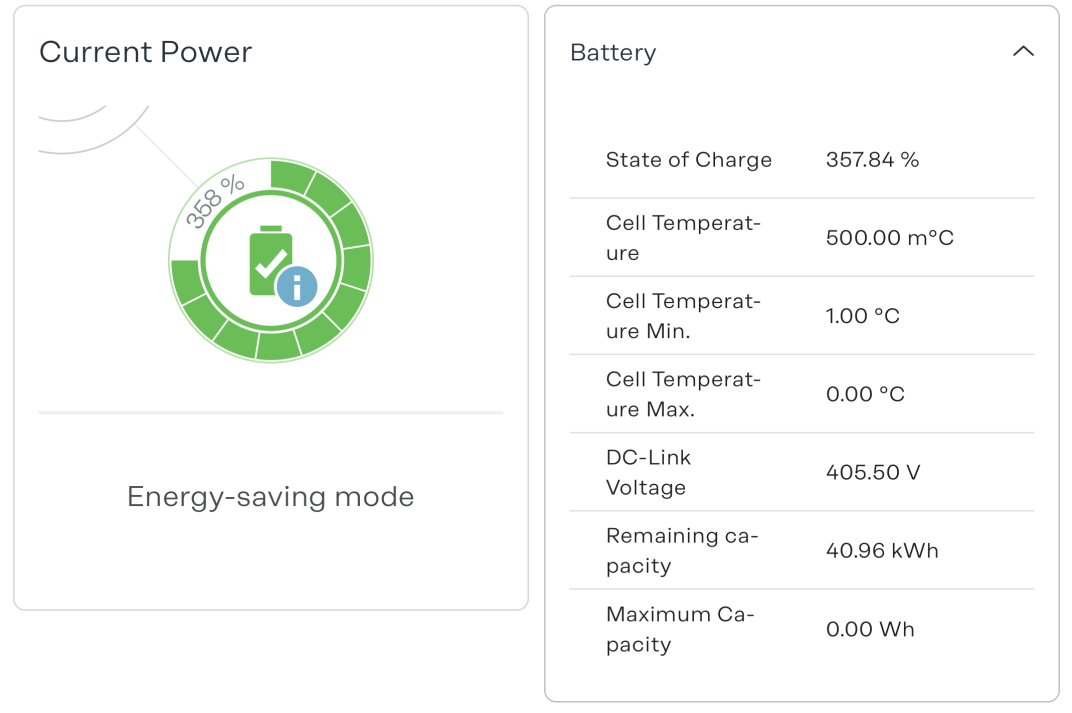 Current Power
358 %
Energy-saving mode
Battery
State of Charge 357.84 %
Cell Temperat-
ure 500.00 m°C
Cell Temperat-
ure Min. 1.00 °C
Cell Temperat-
ure Max. 0.00 °C
DC-Link
Voltage 405.50 V
Remaining ca-
pacity 40.96 kWh
Maximum Ca-
pacity 0.00 Wh